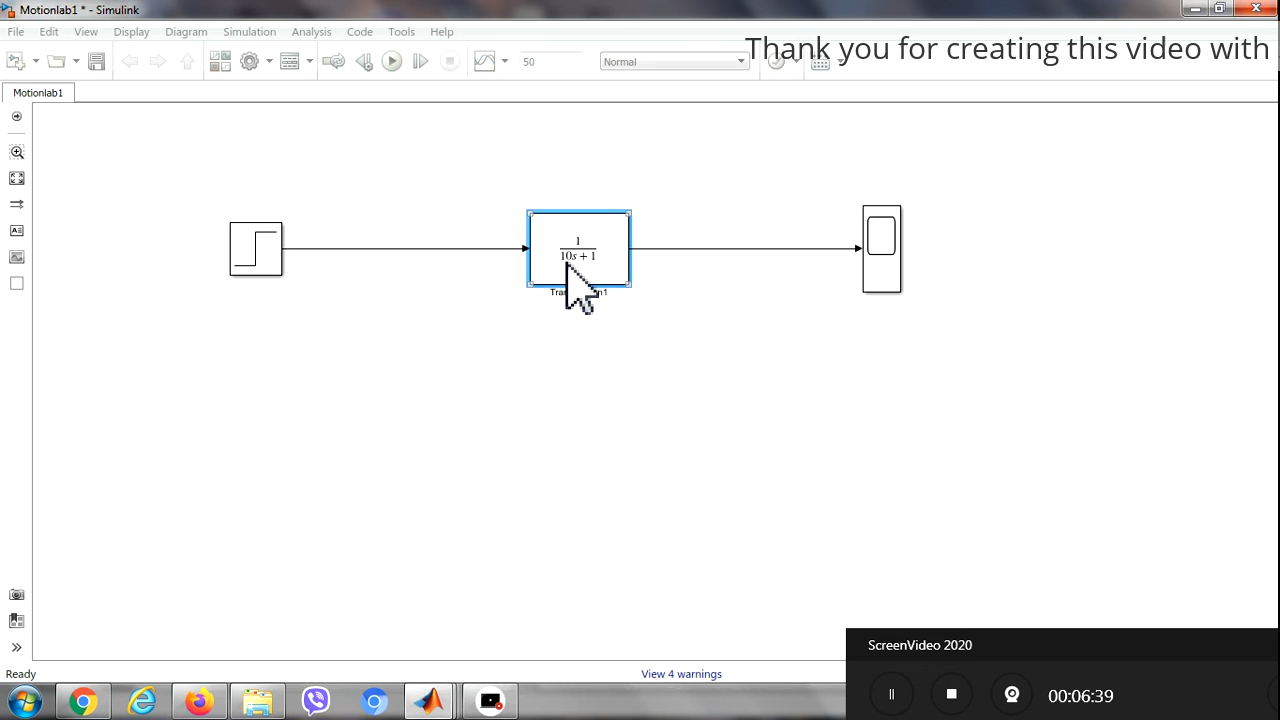 Motionlab1 * - Simulink
File Edit View Display Diagram Simulation Analysis Code Tools Help
Thank you for creating this video with
50
Normal
Motionlab1
1
10s + 1
Ready
View 4 warnings
ScreenVideo 2020
00:06:39